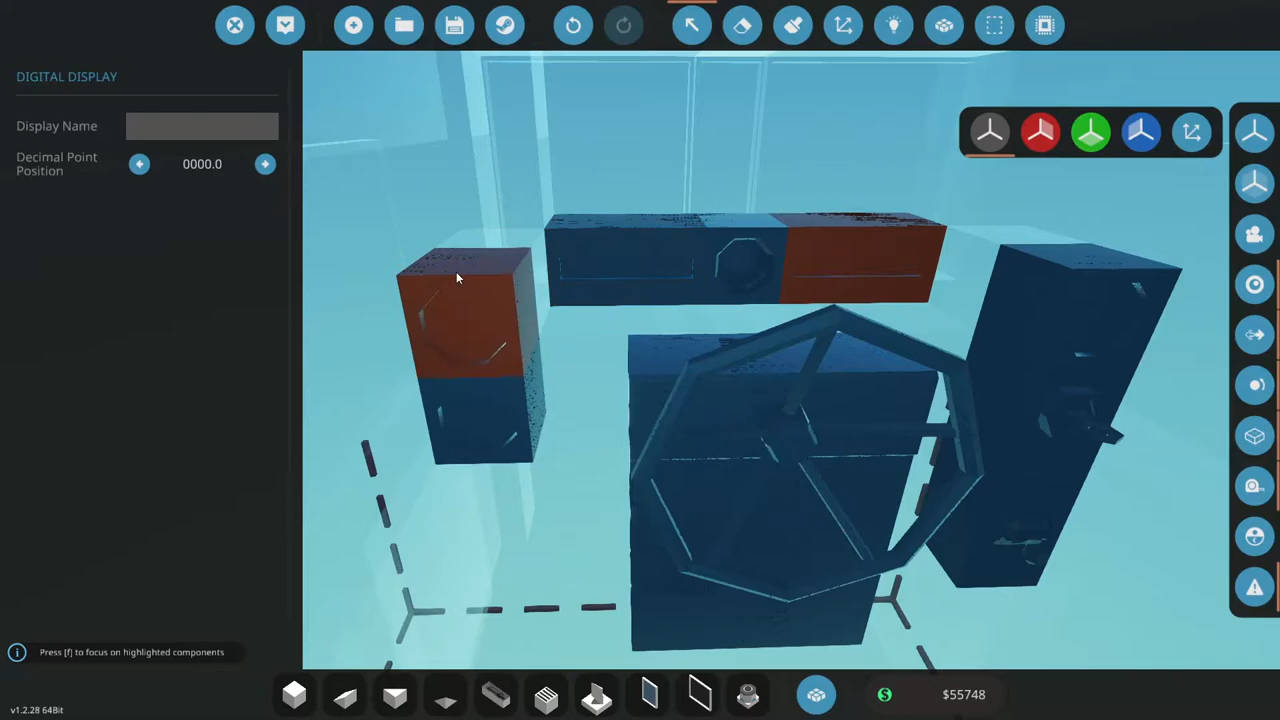 DIGITAL DISPLAY
Display Name
Decimal Point
Position
0000.0
Press [f] to focus on highlighted components
v1.2.28 64Bit
$
$55748